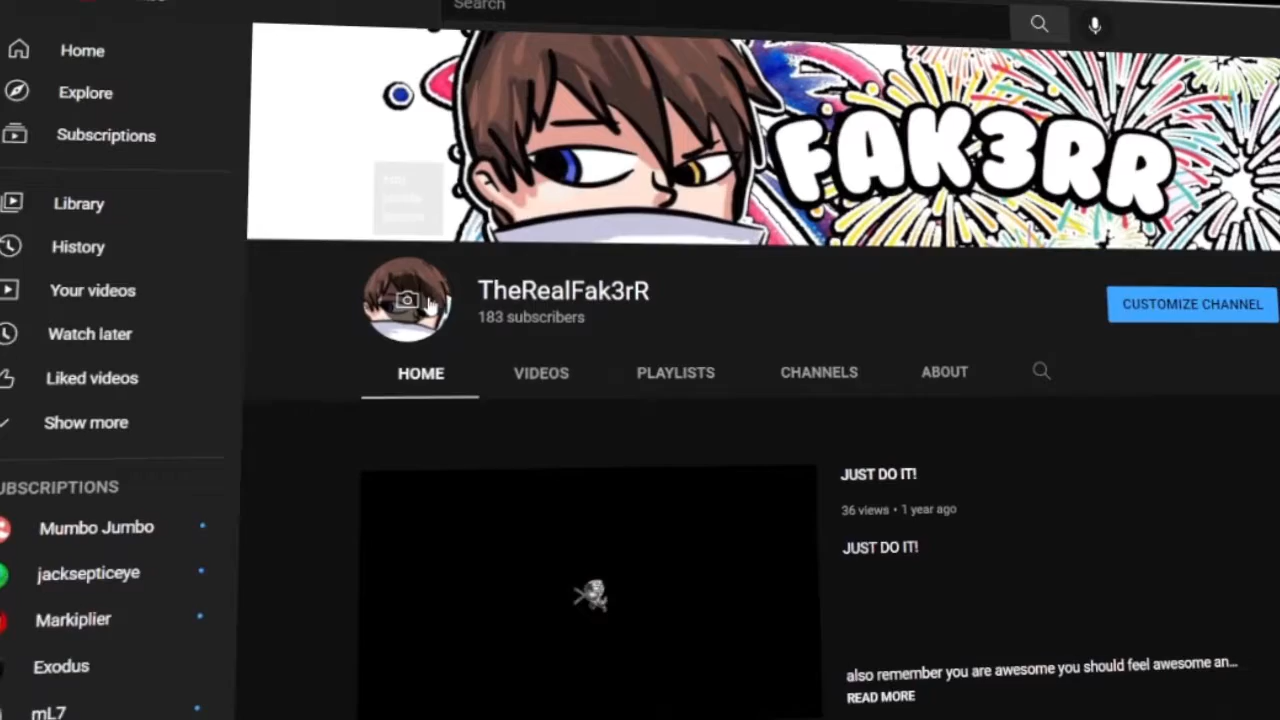 Search
Home
Explore
Subscriptions
Library
History
Your videos
Watch later
Liked videos
Show more
UBSCRIPTIONS
Mumbo Jumbo
jacksepticeye
Markiplier
Exodus
mL7
FAK3RR
TheRealFak3rR
183 subscribers
CUSTOMIZE CHANNEL
HOME
VIDEOS
PLAYLISTS
CHANNELS
ABOUT
JUST DO IT!
36 views • 1 year ago
JUST DO IT!
also remember you are awesome you should feel awesome an...
READ MORE